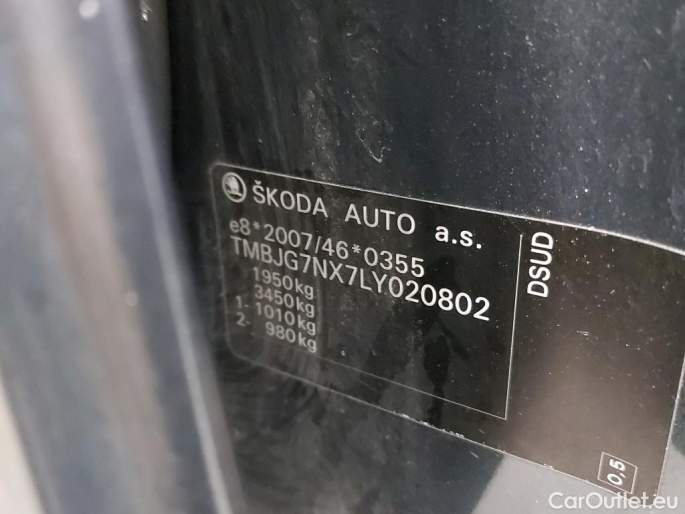 ŠKODA AUTO a.s.
e8*2007/46*0355
TMBJG7NX7LY020802
1950kg
3450kg
1- 1010kg
2- 980kg
DSUD
0,5
CarOutlet.eu